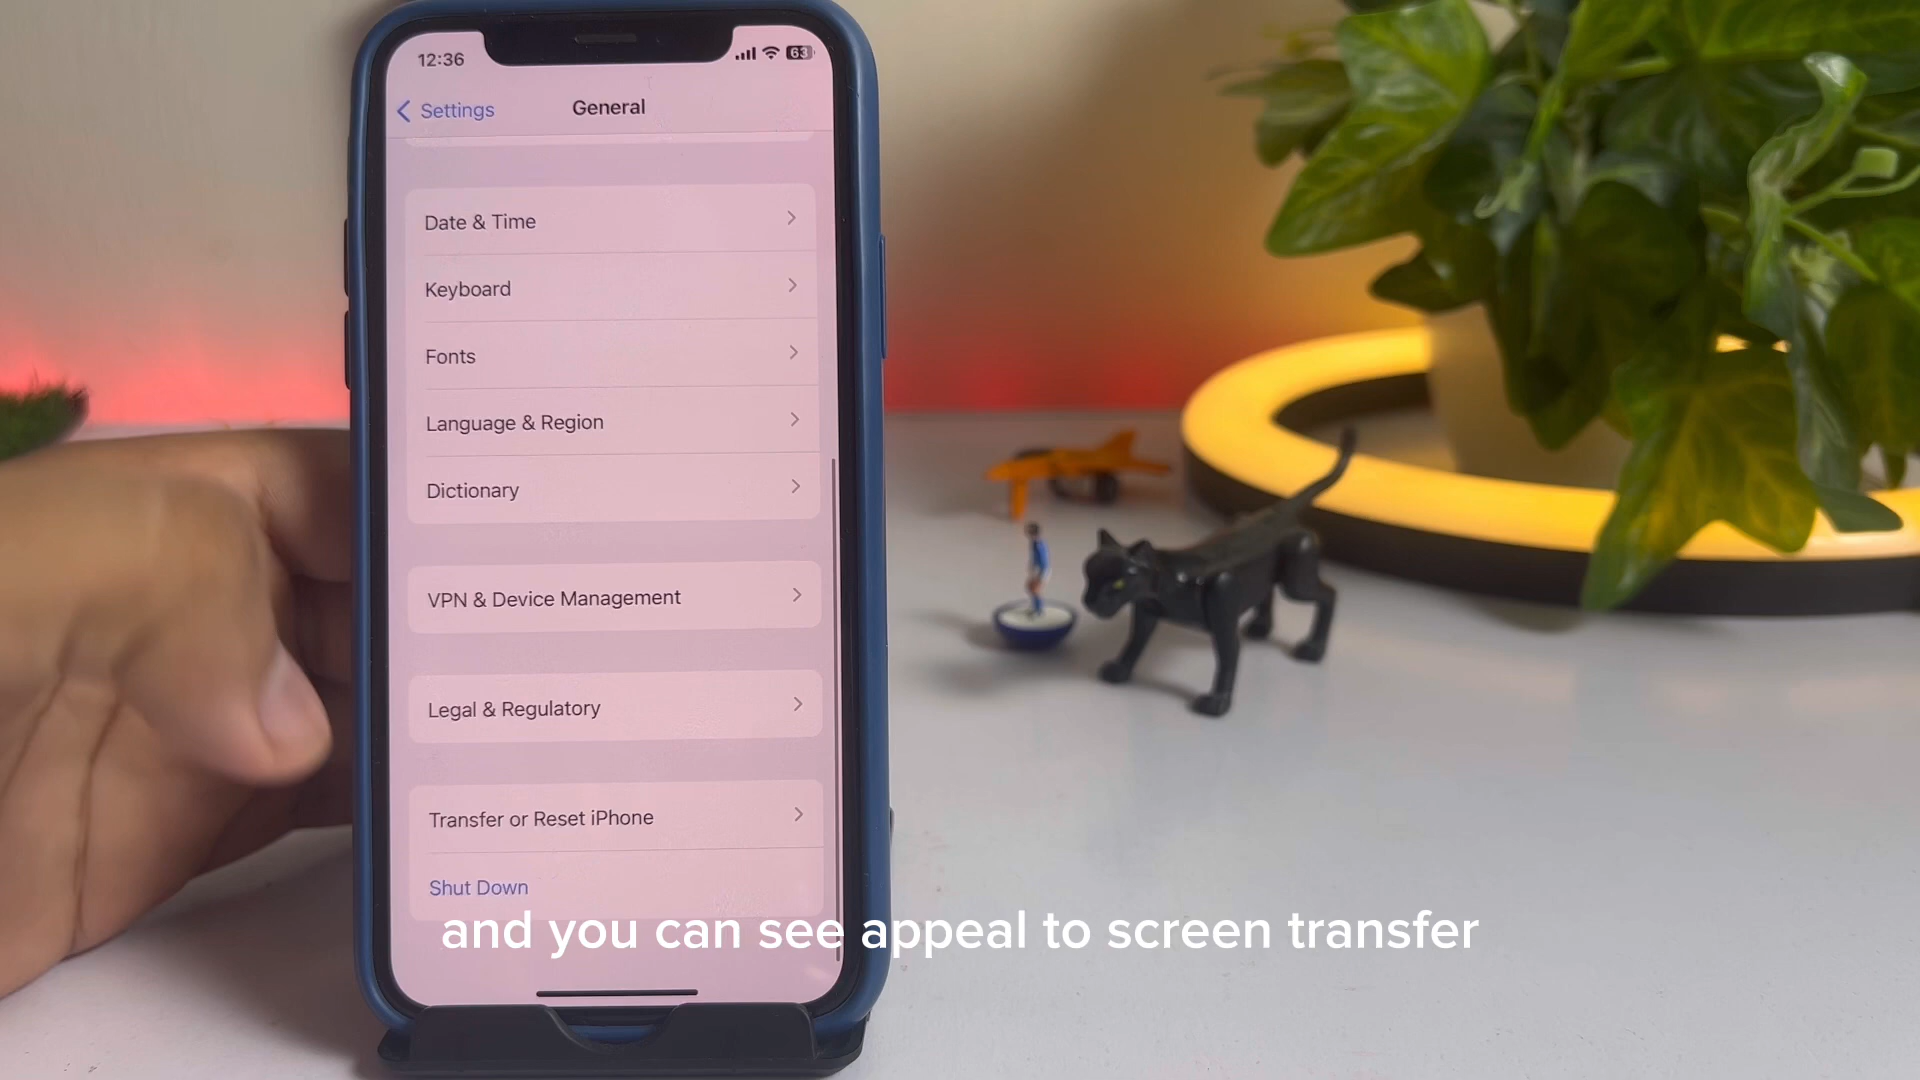 12:36
63
Settings
General
Date & Time
Keyboard
Fonts
Language & Region
Dictionary
VPN & Device Management
Legal & Regulatory
Transfer or Reset iPhone
Shut Down
and you can see appeal to screen transfer